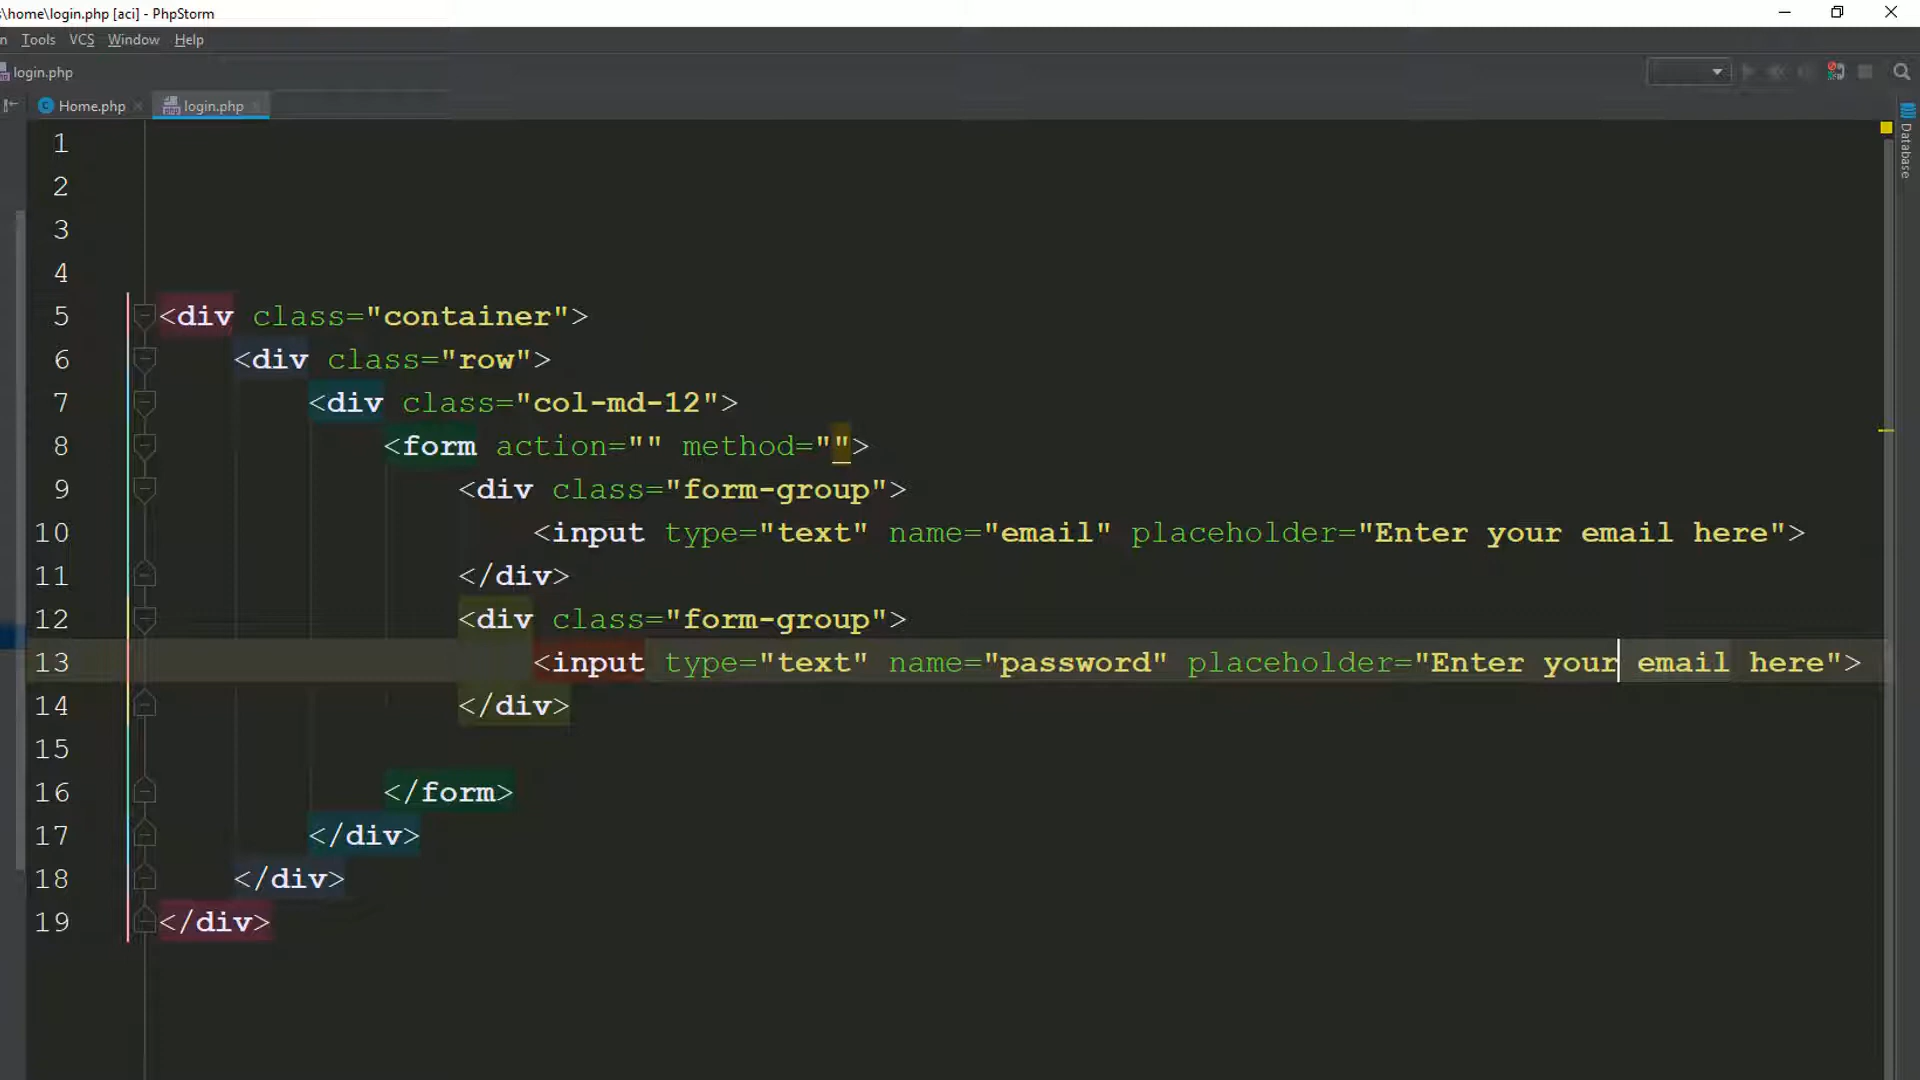 s\home\login.php [aci] - PhpStorm
n Tools VCS Window Help
login.php
Home.php login.php
Database
1
2
3
4
5 <div class="container">
6 <div class="row">
7 <div class="col-md-12">
8 <form action="" method="">
9 <div class="form-group">
10 <input type="text" name="email" placeholder="Enter your email here">
11 </div>
12 <div class="form-group">
13 <input type="text" name="password" placeholder="Enter your email here">
14 </div>
15
16 </form>
17 </div>
18 </div>
19 </div>